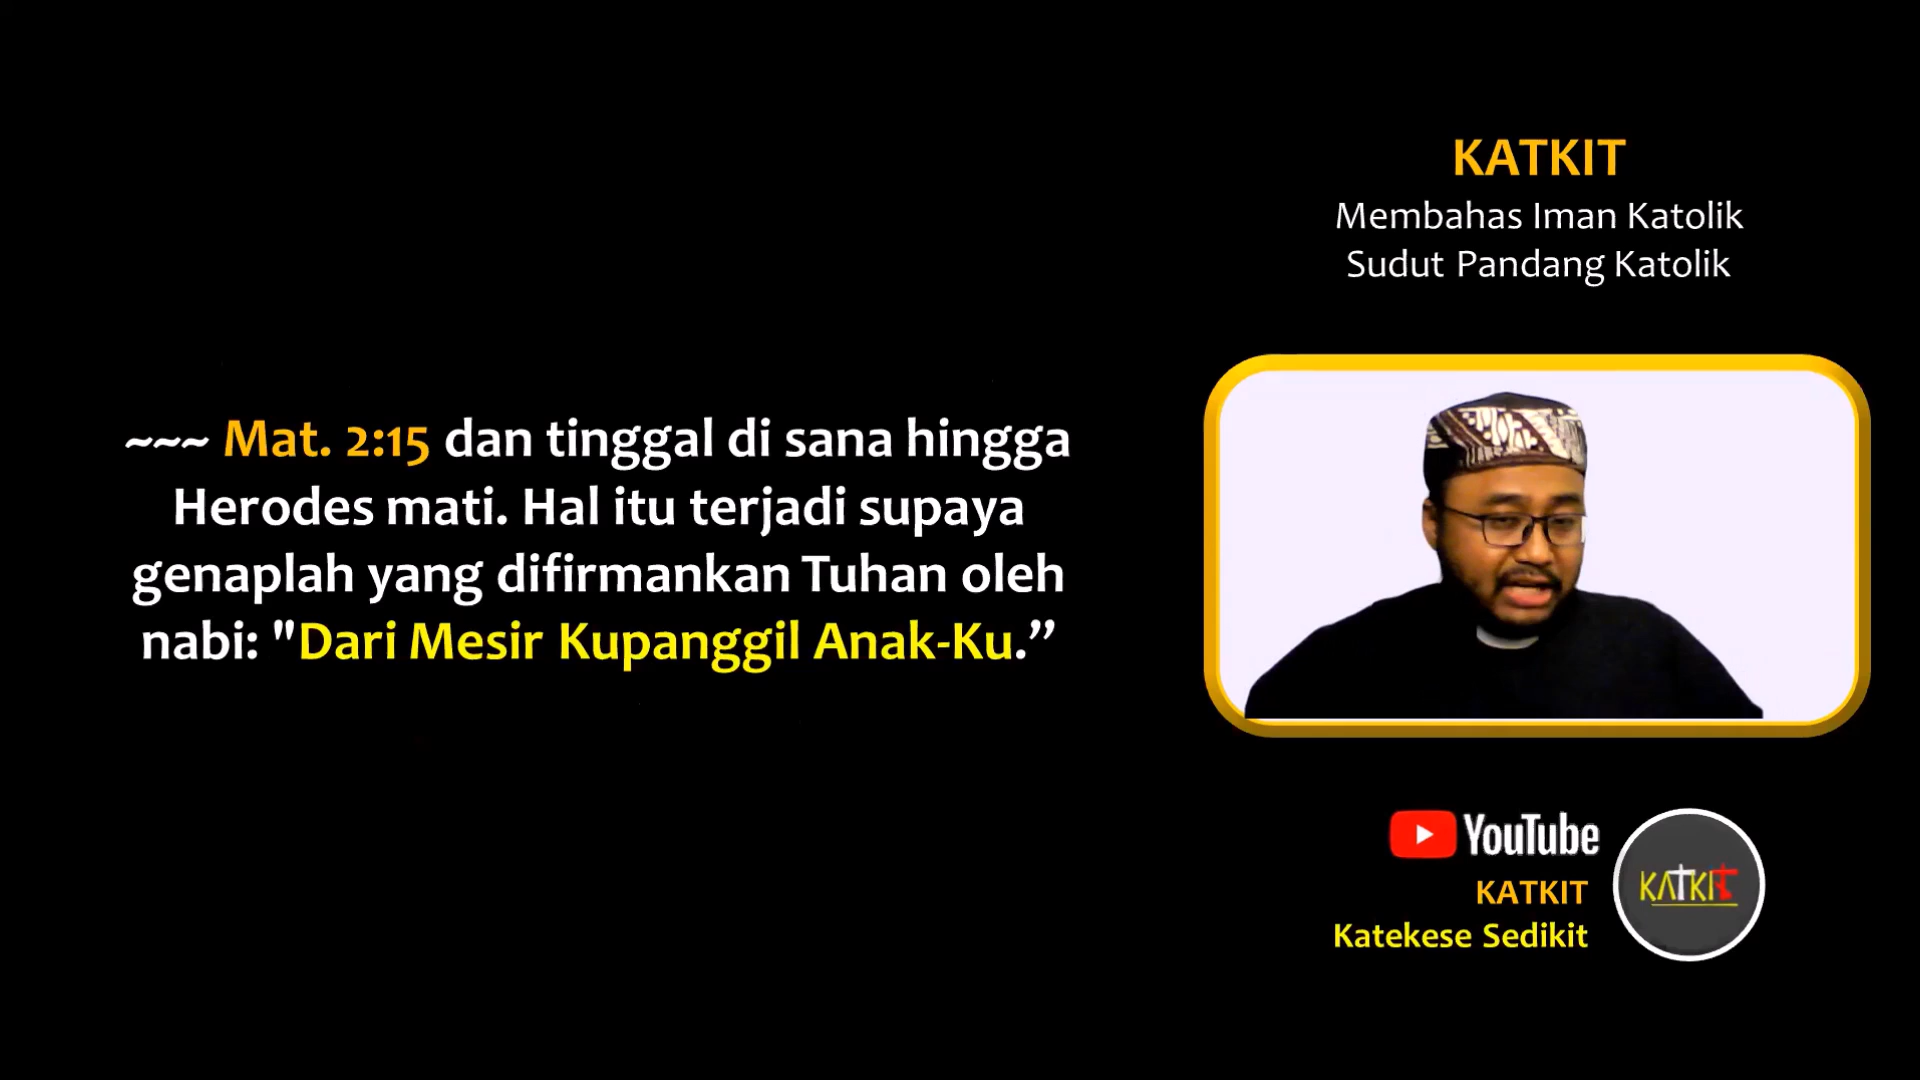 ~~~ Mat. 2:15 dan tinggal di sana hingga
Herodes mati. Hal itu terjadi supaya
genaplah yang difirmankan Tuhan oleh
nabi: "Dari Mesir Kupanggil Anak-Ku.”
KATKIT
Membahas Iman Katolik
Sudut Pandang Katolik
YouTube
KATKIT
Katekese Sedikit
KATKIT